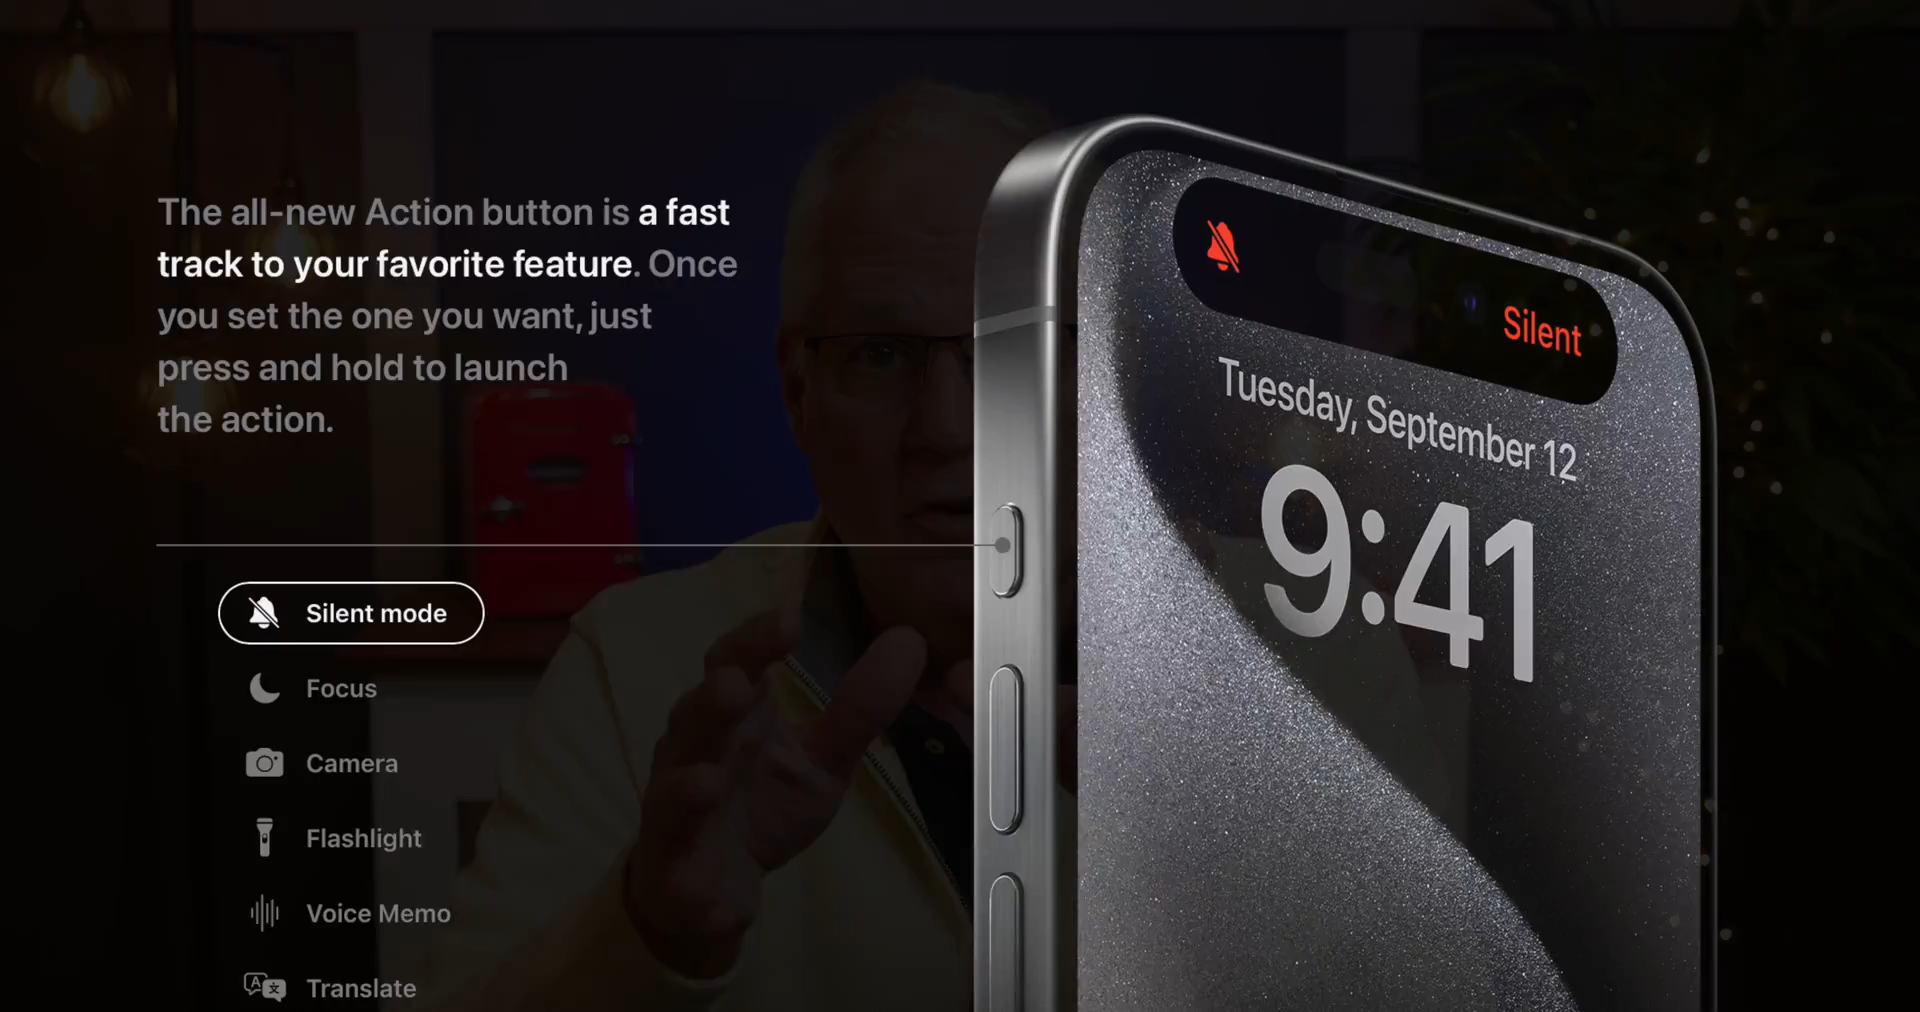 The all-new Action button is a fast
track to your favorite feature. Once
you set the one you want, just
press and hold to launch
the action.
Silent mode
Focus
Camera
Flashlight
Voice Memo
Translate
Silent
Tuesday, September 12
9:41